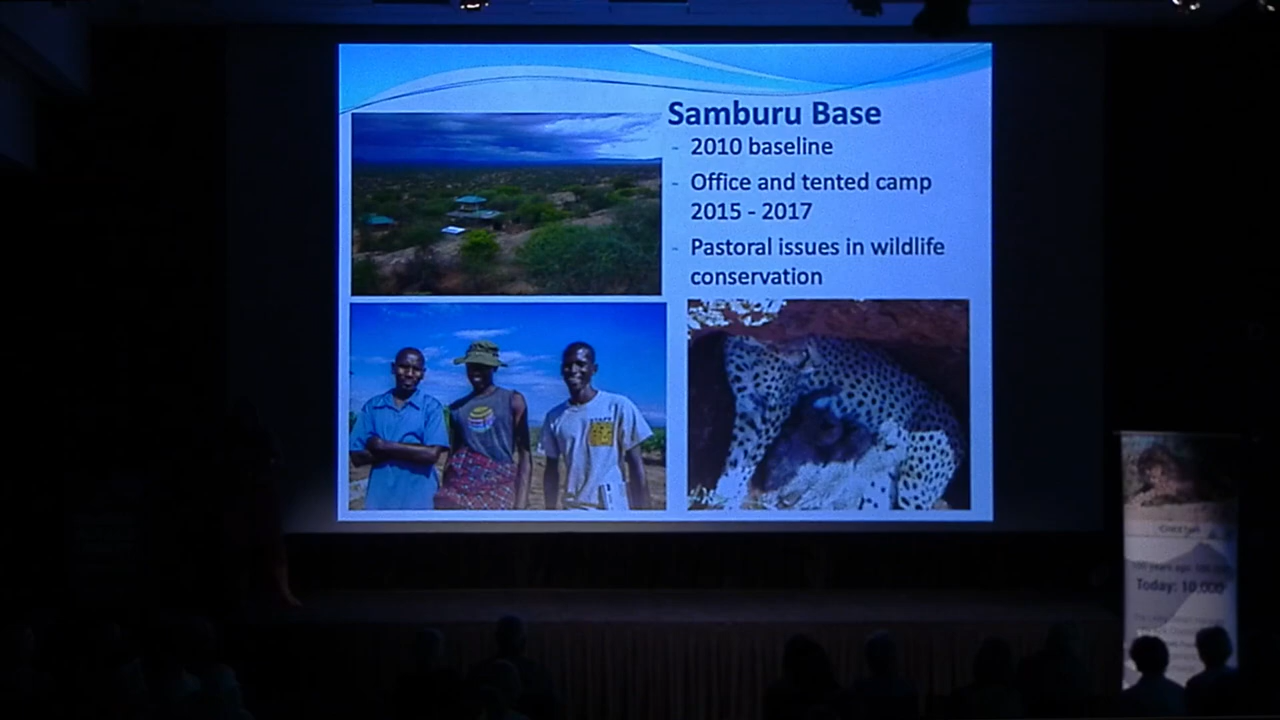 Samburu Base
- 2010 baseline
- Office and tented camp
2015 - 2017
- Pastoral issues in wildlife
conservation
Today: 10,000